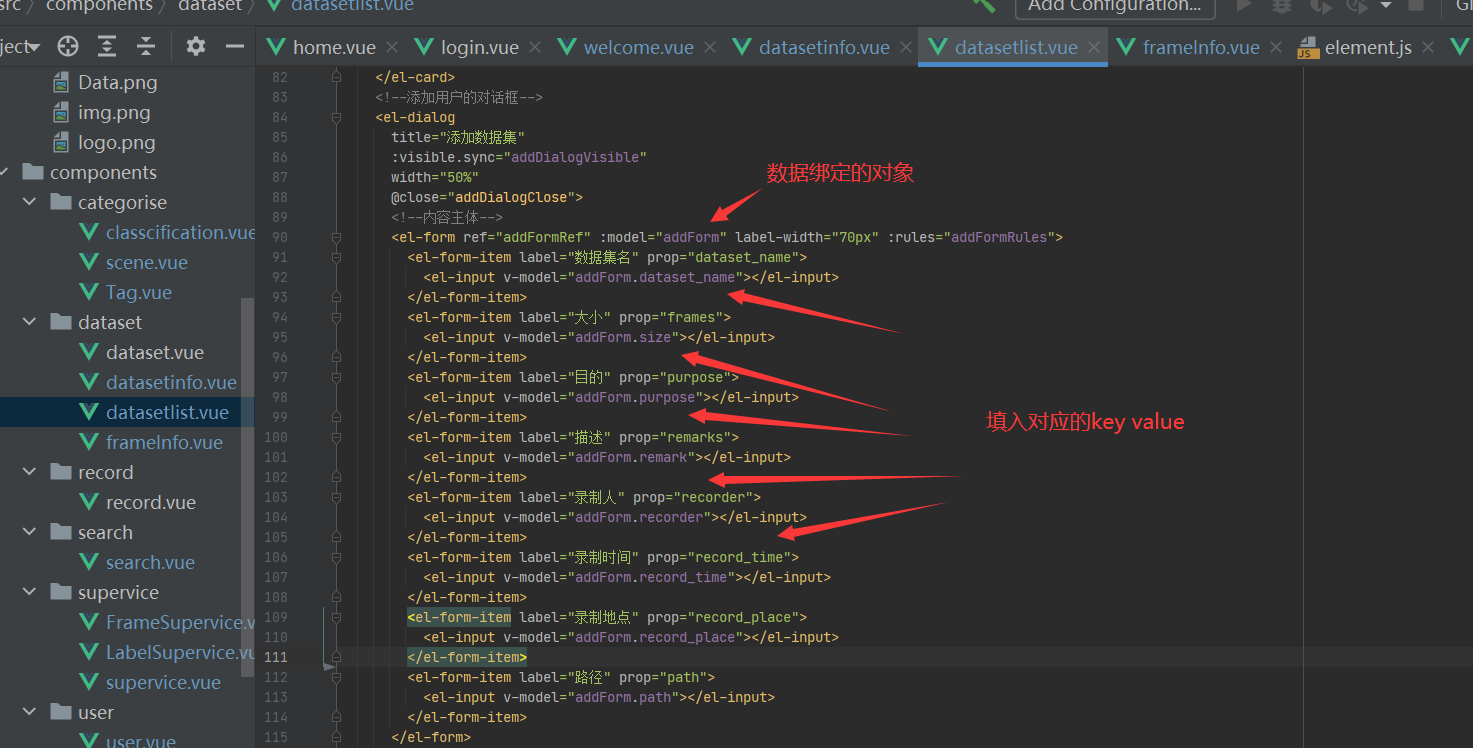 src components dataset datasetlist.vue Add Configuration...
ject home.vue login.vue welcome.vue datasetinfo.vue datasetlist.vue frameInfo.vue element.js
Data.png
img.png
logo.png
components
categorise
classcification.vue
scene.vue
Tag.vue
dataset
dataset.vue
datasetinfo.vue
datasetlist.vue
frameInfo.vue
record
record.vue
search
search.vue
supervice
FrameSupervice.v
LabelSupervice.vu
supervice.vue
user
user.vue
82 </el-card>
83 <!--添加用户的对话框-->
84 <el-dialog
85 title="添加数据集"
86 :visible.sync="addDialogVisible"
87 width="50%"
88 @close="addDialogClose">
89 <!--内容主体-->
90 <el-form ref="addFormRef" :model="addForm" label-width="70px" :rules="addFormRules">
91 <el-form-item label="数据集名" prop="dataset_name">
92 <el-input v-model="addForm.dataset_name"></el-input>
93 </el-form-item>
94 <el-form-item label="大小" prop="frames">
95 <el-input v-model="addForm.size"></el-input>
96 </el-form-item>
97 <el-form-item label="目的" prop="purpose">
98 <el-input v-model="addForm.purpose"></el-input>
99 </el-form-item>
100 <el-form-item label="描述" prop="remarks">
101 <el-input v-model="addForm.remark"></el-input>
102 </el-form-item>
103 <el-form-item label="录制人" prop="recorder">
104 <el-input v-model="addForm.recorder"></el-input>
105 </el-form-item>
106 <el-form-item label="录制时间" prop="record_time">
107 <el-input v-model="addForm.record_time"></el-input>
108 </el-form-item>
109 <el-form-item label="录制地点" prop="record_place">
110 <el-input v-model="addForm.record_place"></el-input>
111 </el-form-item>
112 <el-form-item label="路径" prop="path">
113 <el-input v-model="addForm.path"></el-input>
114 </el-form-item>
115 </el-form>
数据绑定的对象
填入对应的key value